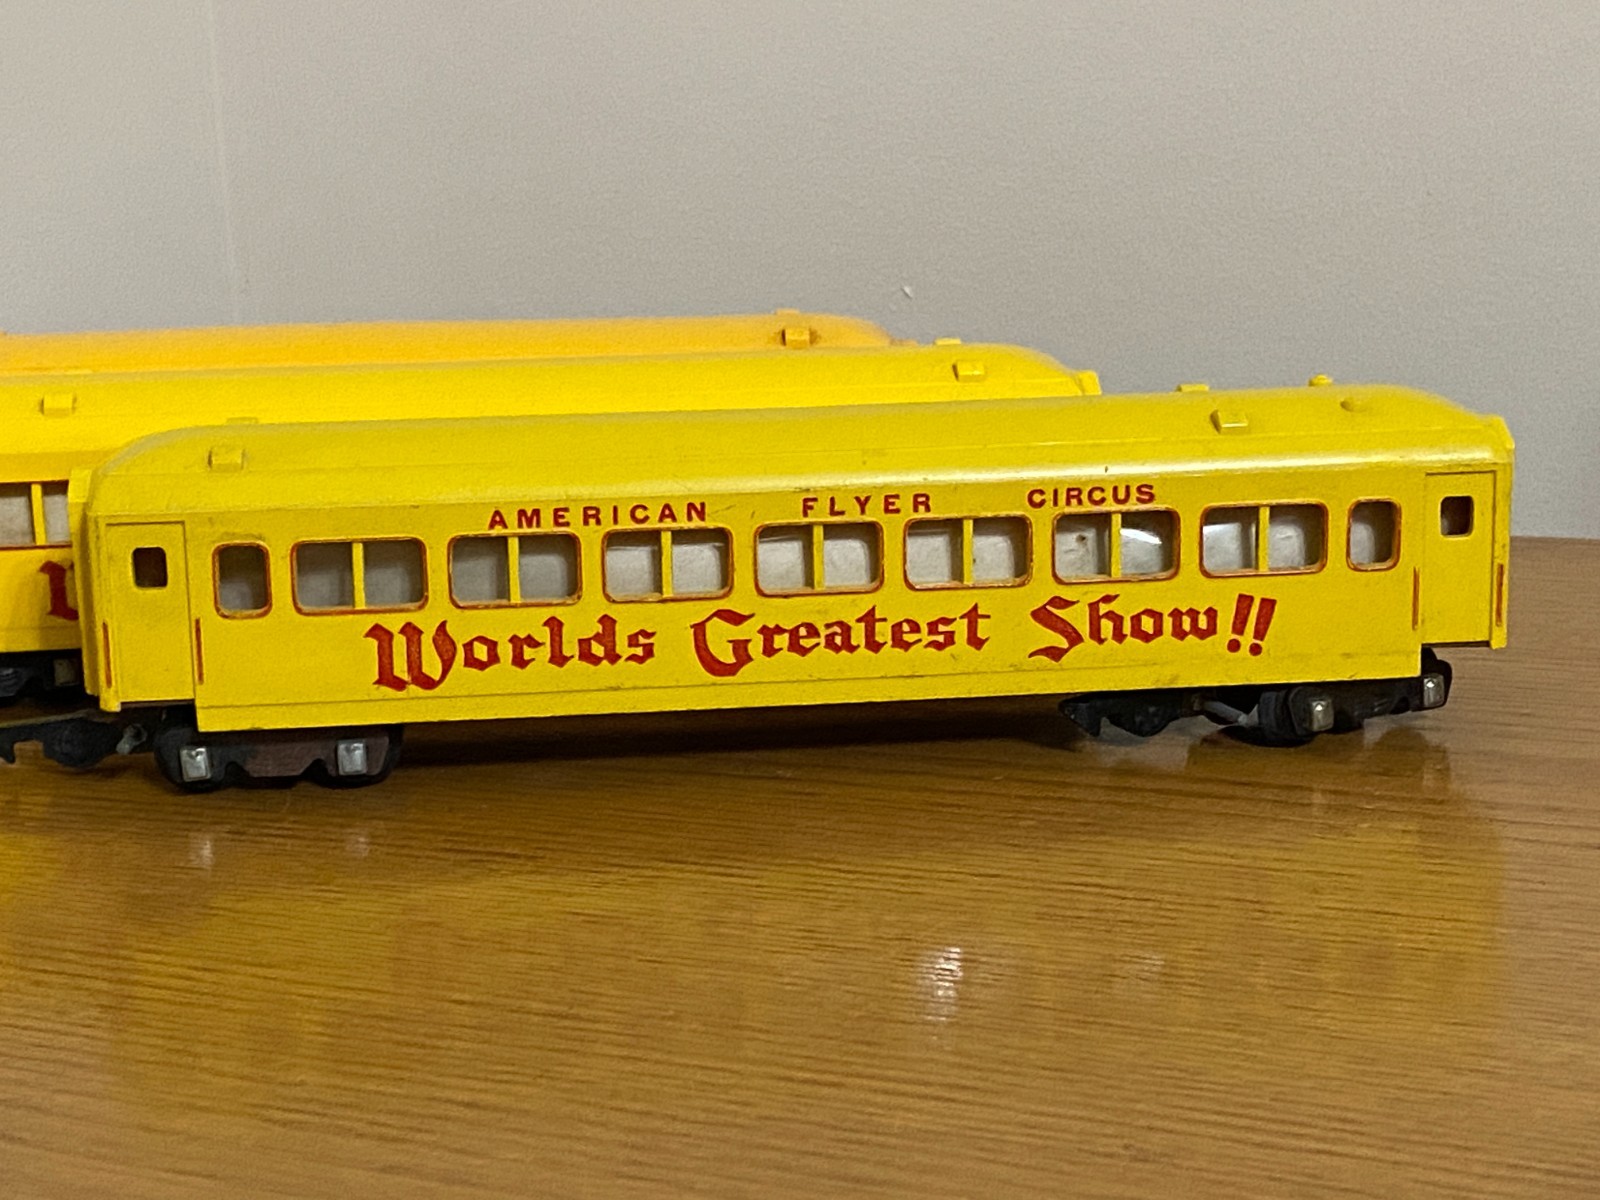 AMERICAN FLYER CIRCUS
Worlds Greatest Show!!